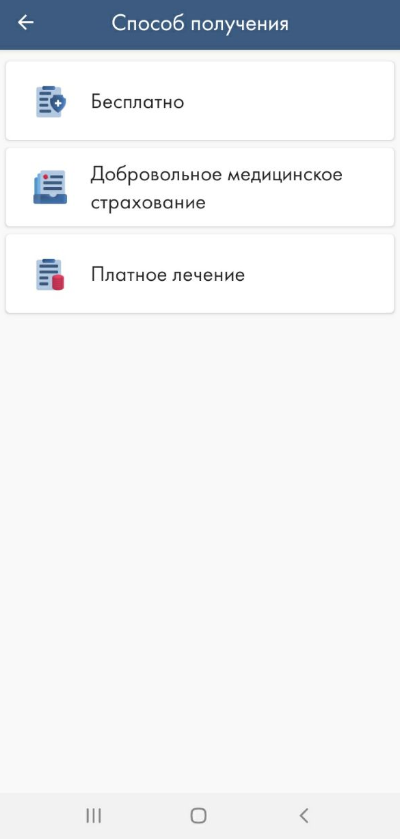 Способ получения
Бесплатно
Добровольное медицинское
страхование
Платное лечение